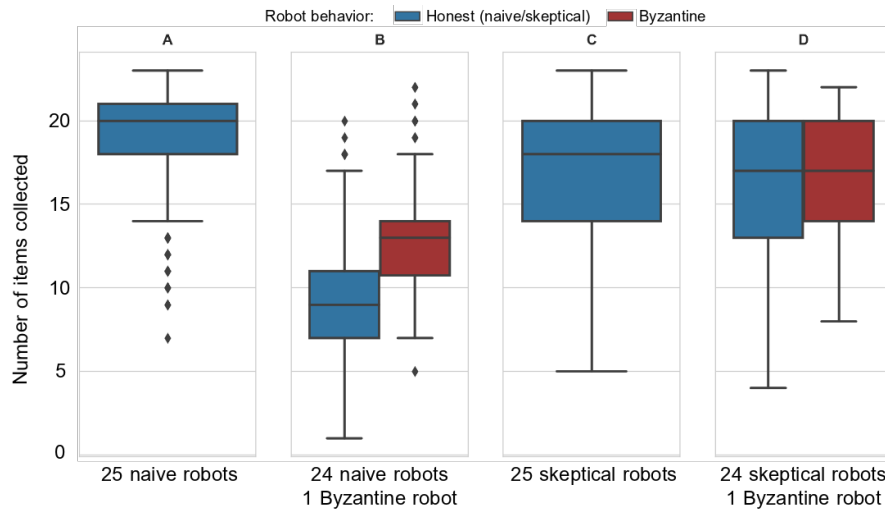 Robot behavior: Honest (naive/skeptical) Byzantine
A B C D
Number of items collected
20
15
10
5
0
25 naive robots
24 naive robots
1 Byzantine robot
25 skeptical robots
24 skeptical robots
1 Byzantine robot